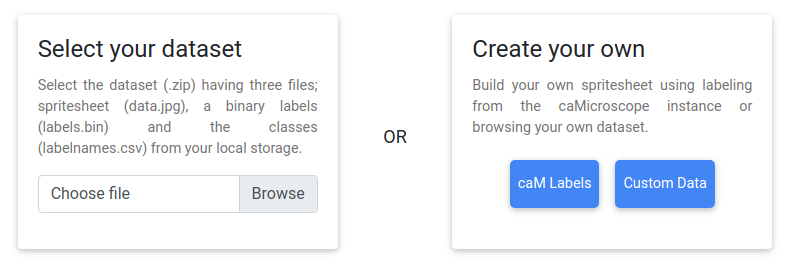 Select your dataset
Select the dataset (.zip) having three files;
spritesheet (data.jpg), a binary labels
(labels.bin) and the classes
(labelnames.csv) from your local storage.
Choose file Browse
OR
Create your own
Build your own spritesheet using labeling
from the caMicroscope instance or
browsing your own dataset.
caM Labels Custom Data